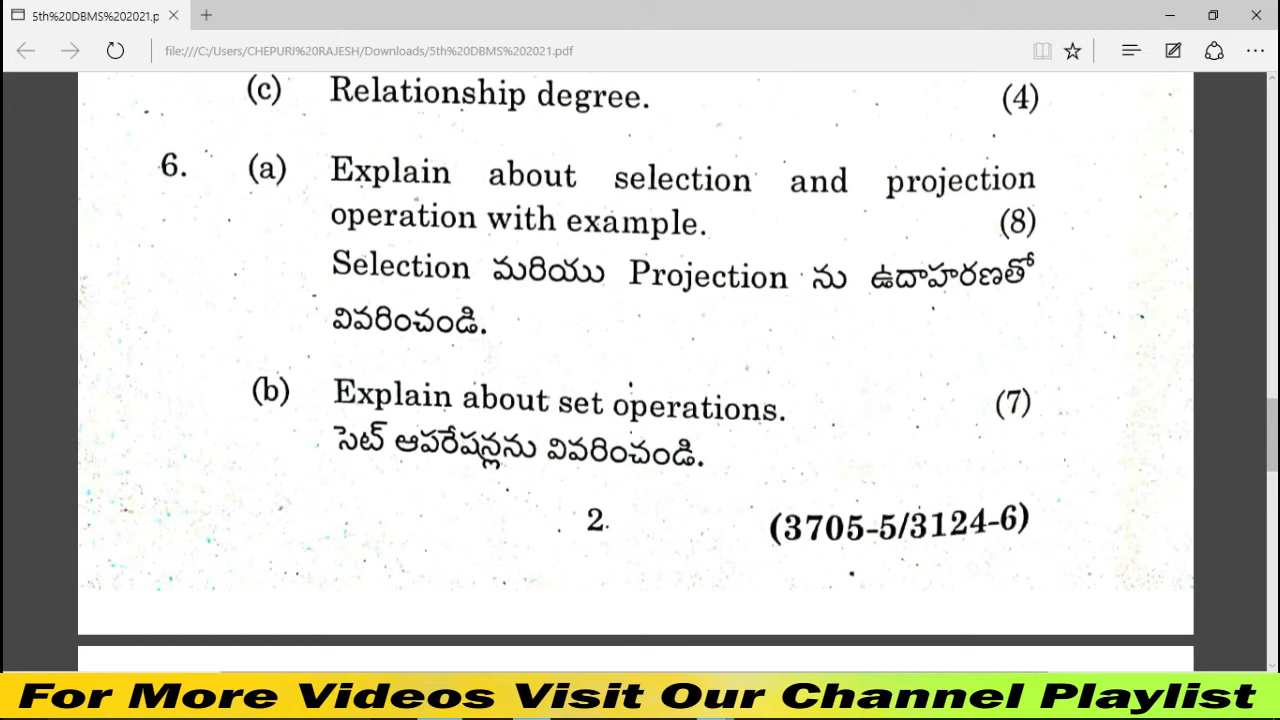 5th%20DBMS%202021.p
file:///C:/Users/CHEPURI%20RAJESH/Downloads/5th%20DBMS%202021.pdf
(c) Relationship degree. (4)
6. (a) Explain about selection and projection
operation with example. (8)
Selection మరియు Projection ను ఉదాహరణతో
వివరించండి.
(b) Explain about set operations. (7)
సెట్ ఆపరేషన్లను వివరించండి.
2. (3705-5/3124-6)
For More Videos Visit Our Channel Playlist